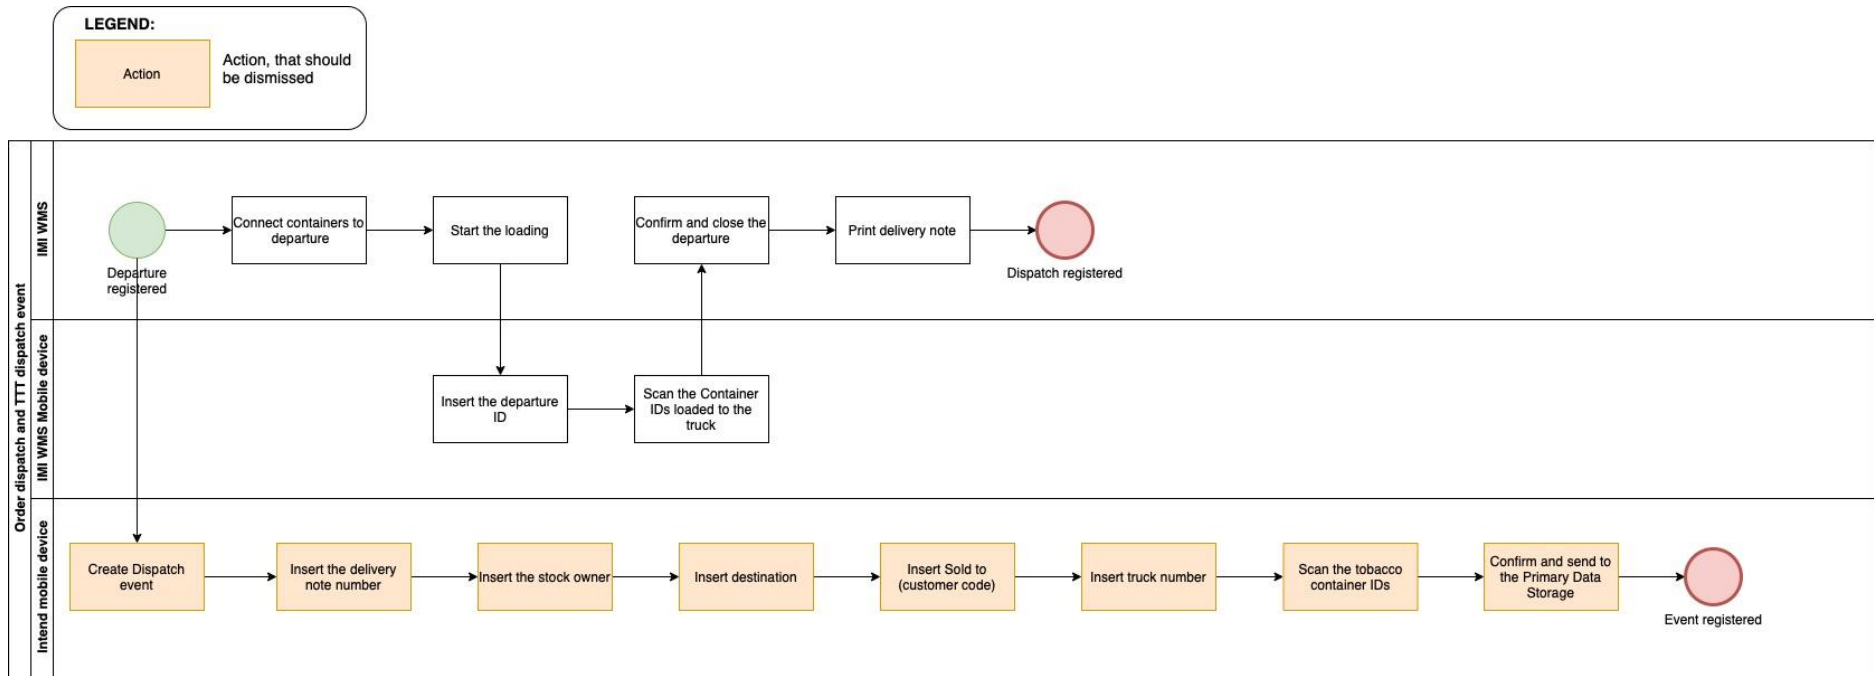 LEGEND:
Action
Action, that should
be dismissed
Order dispatch and TTT dispatch event
IMI WMS
Departure
registered
Connect containers to
departure
Start the loading
Confirm and close the
departure
Print delivery note
Dispatch registered
IMI WMS Mobile device
Insert the departure
ID
Scan the Container
IDs loaded to the
truck
Intend mobile device
Create Dispatch
event
Insert the delivery
note number
Insert the stock owner
Insert destination
Insert Sold to
(customer code)
Insert truck number
Scan the tobacco
container IDs
Confirm and send to
the Primary Data
Storage
Event registered